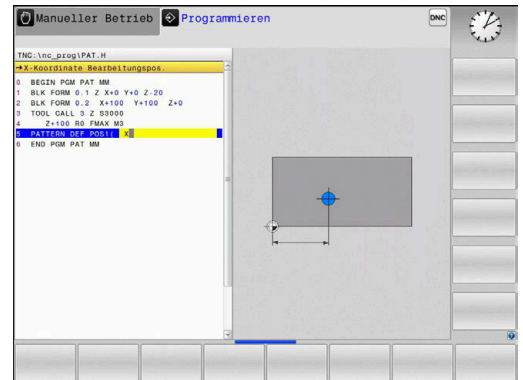 Manueller Betrieb
Programmieren
DNC
TNC:\nc_prog\PAT.H
→X-Koordinate Bearbeitungspos.
0 BEGIN PGM PAT MM
1 BLK FORM 0.1 Z X+0 Y+0 Z-20
2 BLK FORM 0.2 X+100 Y+100 Z+0
3 TOOL CALL 3 Z S3000
4 Z+100 R0 FMAX M3
5 PATTERN DEF POS1( X
6 END PGM PAT MM